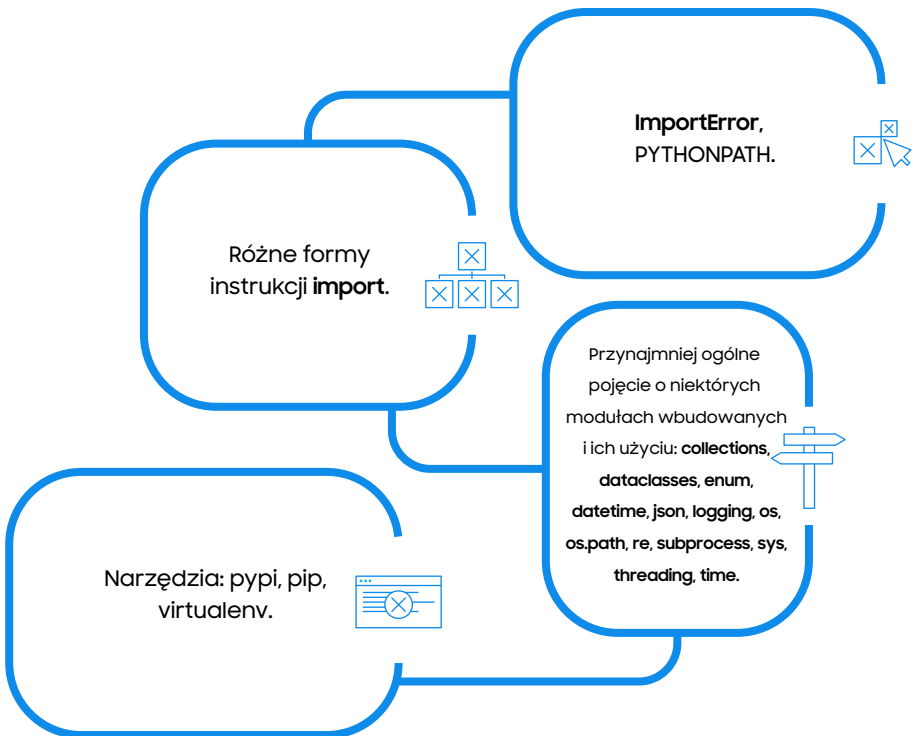 ImportError,
PYTHONPATH.
Różne formy
instrukcji import.
Przynajmniej ogólne
pojęcie o niektórych
modułach wbudowanych
i ich użyciu: collections,
dataclasses, enum,
datetime, json, logging, os,
os.path, re, subprocess, sys,
threading, time.
Narzędzia: pypi, pip,
virtualenv.